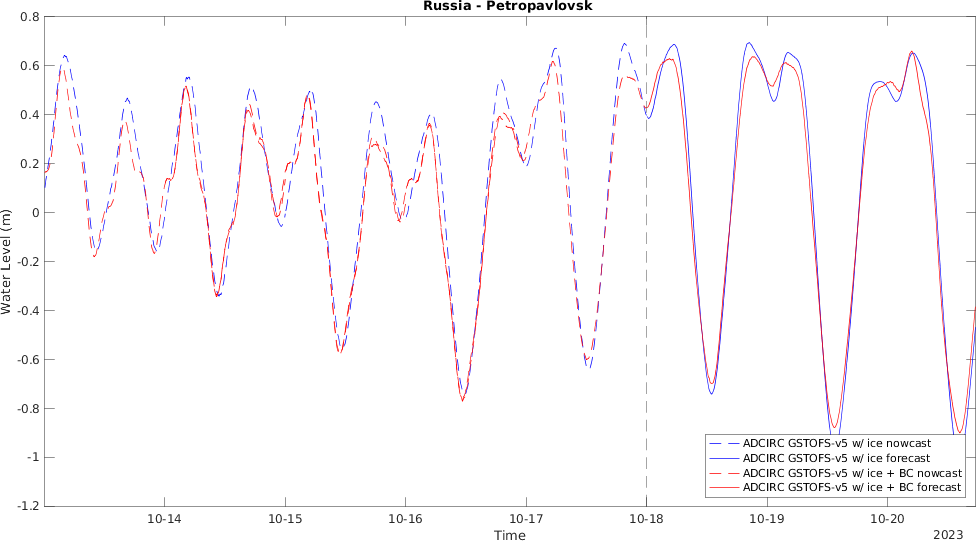 Russia - Petropavlovsk
0.8
0.6
0.4
0.2
0
-0.2
-0.4
-0.6
-0.8
-1
-1.2
Water Level (m)
ADCIRC GSTOFS-v5 w/ ice nowcast
ADCIRC GSTOFS-v5 w/ ice forecast
ADCIRC GSTOFS-v5 w/ ice + BC nowcast
ADCIRC GSTOFS-v5 w/ ice + BC forecast
10-14 10-15 10-16 10-17 10-18 10-19 10-20
Time
2023